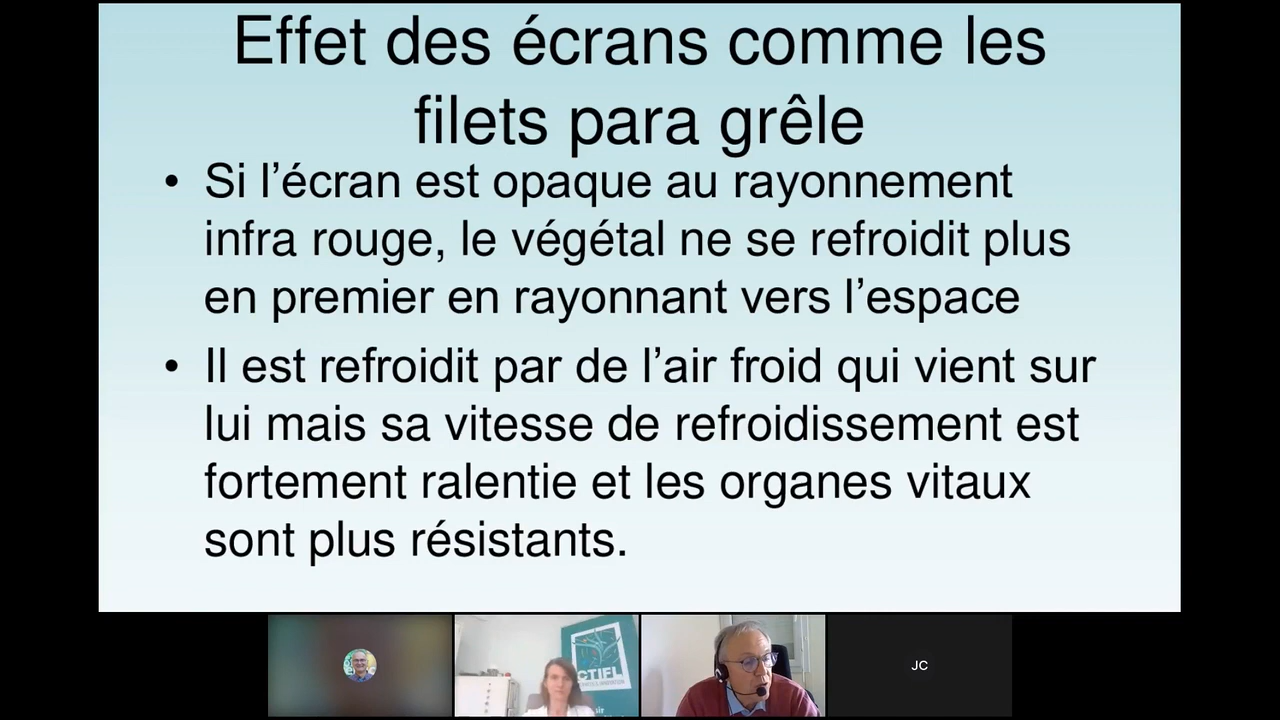 Effet des écrans comme les
filets para grêle
• Si l’écran est opaque au rayonnement
infra rouge, le végétal ne se refroidit plus
en premier en rayonnant vers l’espace
• Il est refroidit par de l’air froid qui vient sur
lui mais sa vitesse de refroidissement est
fortement ralentie et les organes vitaux
sont plus résistants.
CTIFL
JC